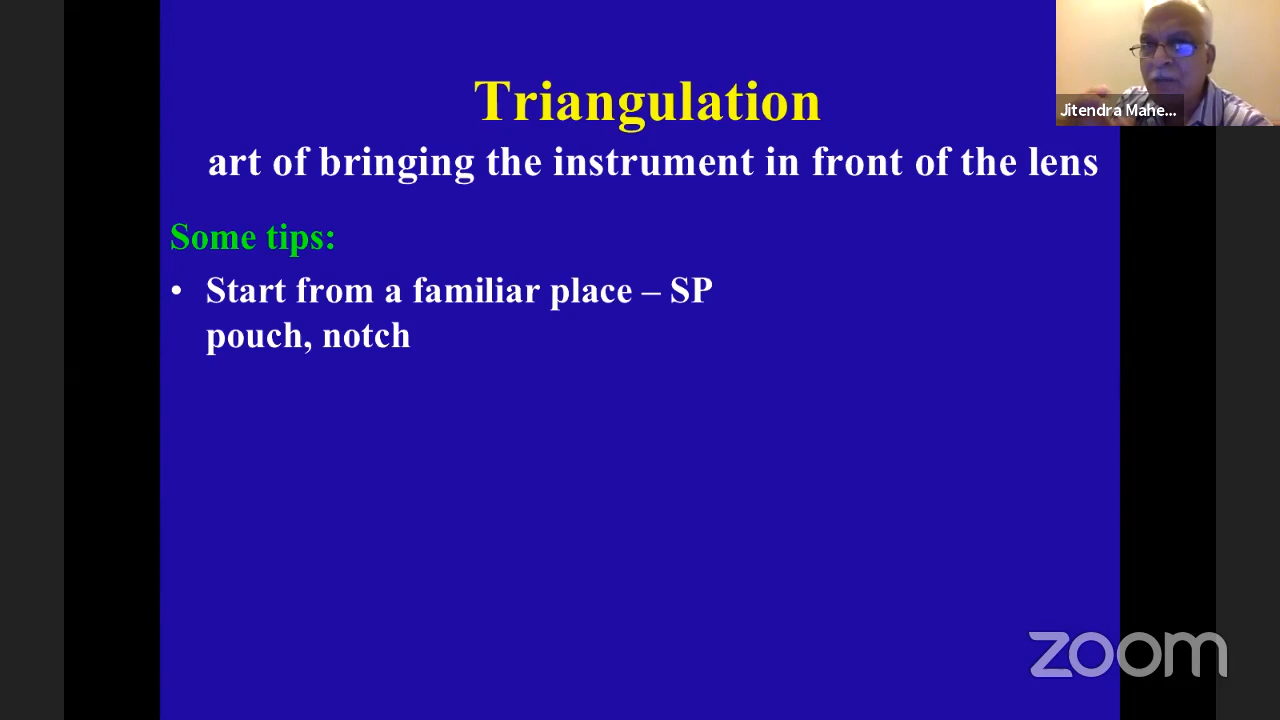 Triangulation
art of bringing the instrument in front of the lens
Some tips:
• Start from a familiar place – SP
pouch, notch
Jitendra Mahe...
zoom